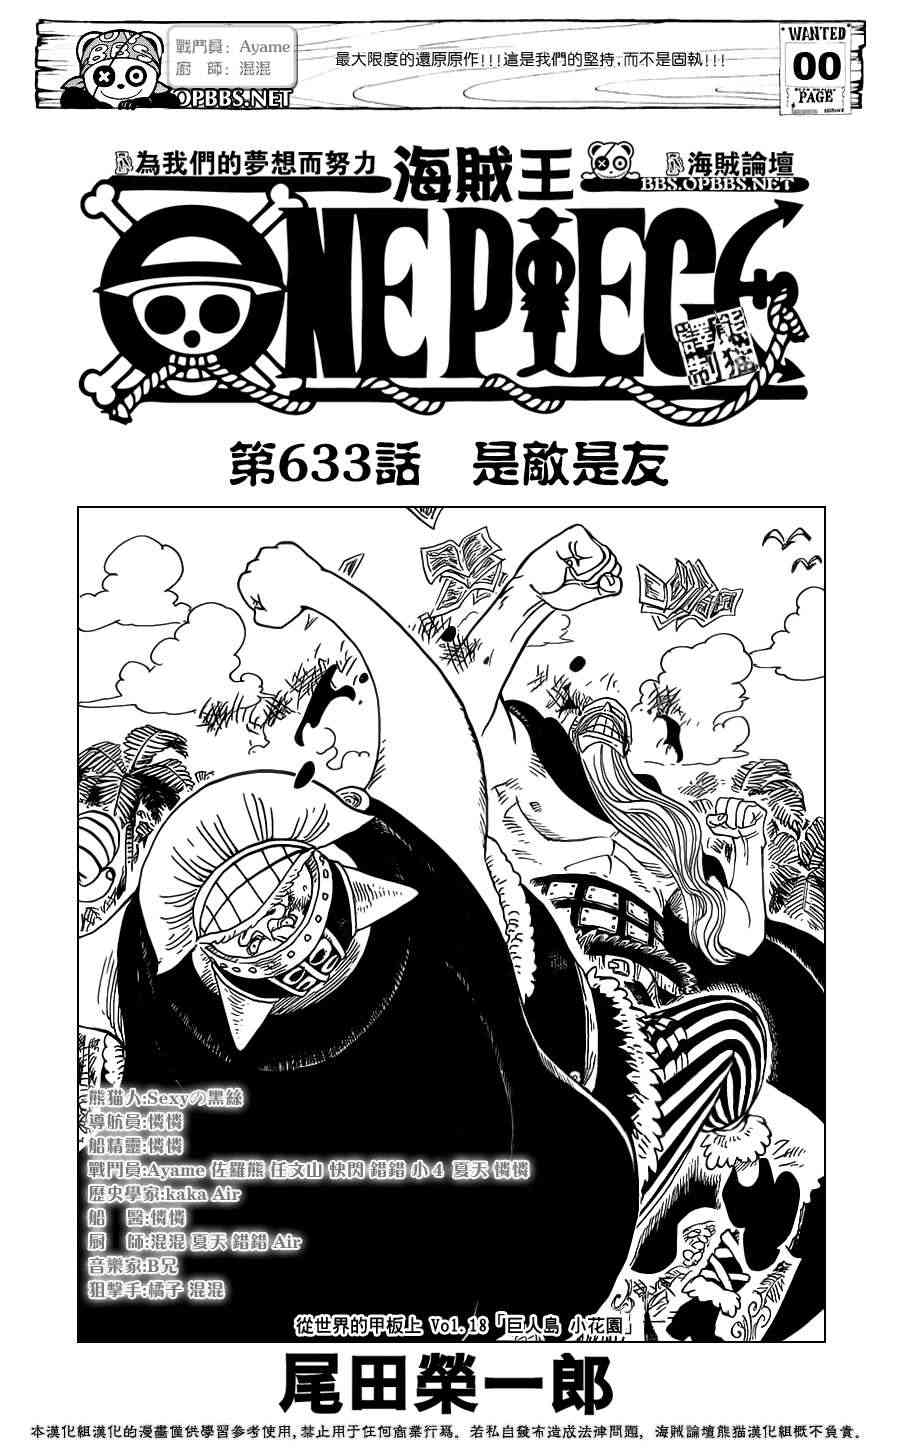 戰鬥員: Ayame
廚 師: 混混
OPBBS.NET
最大限度的還原原作!!!這是我們的堅持,而不是固執!!!
WANTED
00
PAGE
為我們的夢想而努力
海賊王
海賊論壇
BBS.OPBBS.NET
ONE PIECE
熊猫譯制
第633話 是敵是友
熊猫人:Sexyの黑絲
導航員:憐憐
船精靈:憐憐
戰鬥員:Ayame 佐羅熊 任文山 快閃 錯錯 小4 夏天 憐憐
歷史學家:kaka Air
船 醫:憐憐
厨 師:混混 夏天 錯錯 Air
音樂家:B兄
狙擊手:橘子 混混
從世界的甲板上 Vol.18「巨人島 小花園」
尾田榮一郎
本漢化組漢化的漫畫僅供學習參考使用,禁止用于任何商業行爲。若私自發布造成法律問題,海賊論壇熊猫漢化組概不負責。